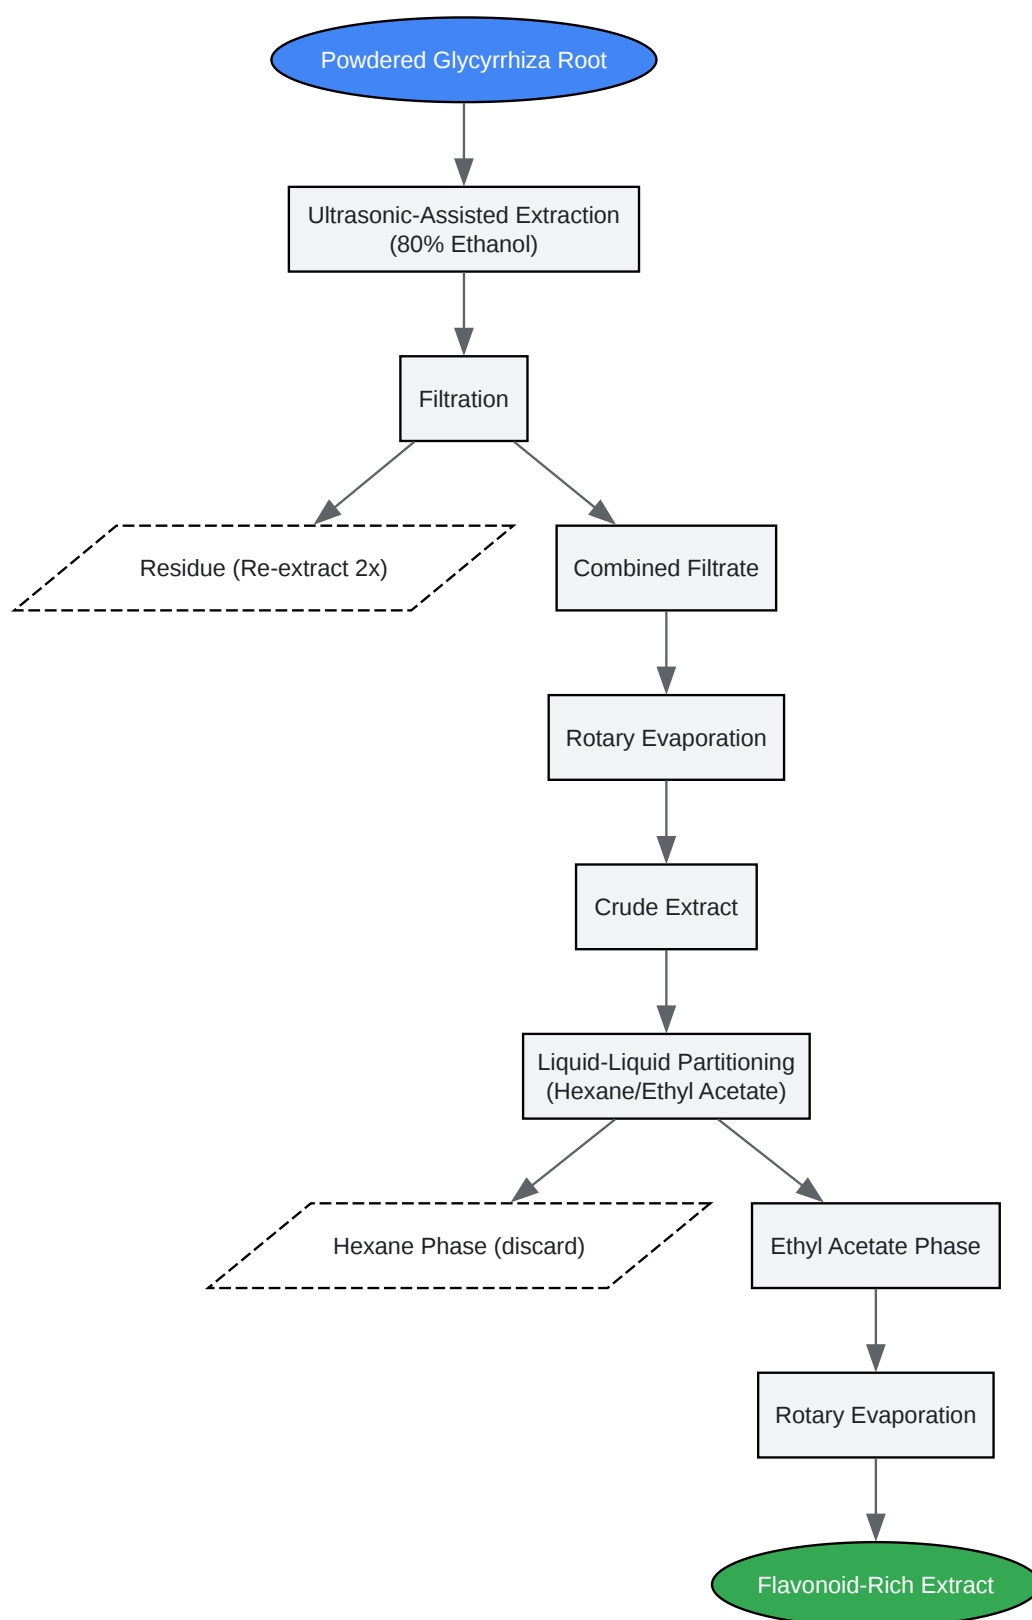 Powdered Glycyrrhiza Root
Ultrasonic-Assisted Extraction
(80% Ethanol)
Filtration
Residue (Re-extract 2x)
Combined Filtrate
Rotary Evaporation
Crude Extract
Liquid-Liquid Partitioning
(Hexane/Ethyl Acetate)
Hexane Phase (discard)
Ethyl Acetate Phase
Rotary Evaporation
Flavonoid-Rich Extract